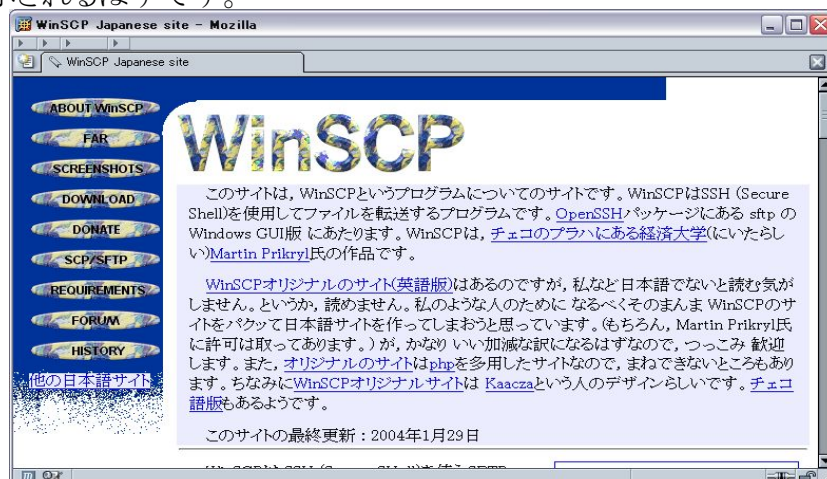 されるはずです。
WinSCP Japanese site - Mozilla
WinSCP Japanese site
ABOUT WinSCP
FAR
SCREENSHOTS
DOWNLOAD
DONATE
SCP/SFTP
REQUIREMENTS
FORUM
HISTORY
他の日本語サイト
WinSCP
このサイトは, WinSCPというプログラムについてのサイトです。WinSCPはSSH (Secure
Shell)を使用してファイルを転送するプログラムです。OpenSSHパッケージにある sftp の
Windows GUI版 にあたります。WinSCPは, チェコのプラハにある経済大学(にいたらし
い)Martin Prikryl氏の作品です。
WinSCPオリジナルのサイト(英語版)はあるのですが, 私など日本語でないと読む気が
しません。というか, 読めません。私のような人のために なるべくそのまんま WinSCPのサ
イトをパクッて日本語サイトを作ってしまおうと思っています。(もちろん, Martin Prikryl氏
に許可は取ってあります。) が, かなり いい加減な訳になるはずなので, つっこみ 歓迎
します。また, オリジナルのサイトはphpを多用したサイトなので, まねできないところもあり
ます。ちなみにWinSCPオリジナルサイトは Kaaczaという人のデザインらしいです。チェコ
語版もあるようです。
このサイトの最終更新：2004年1月29日